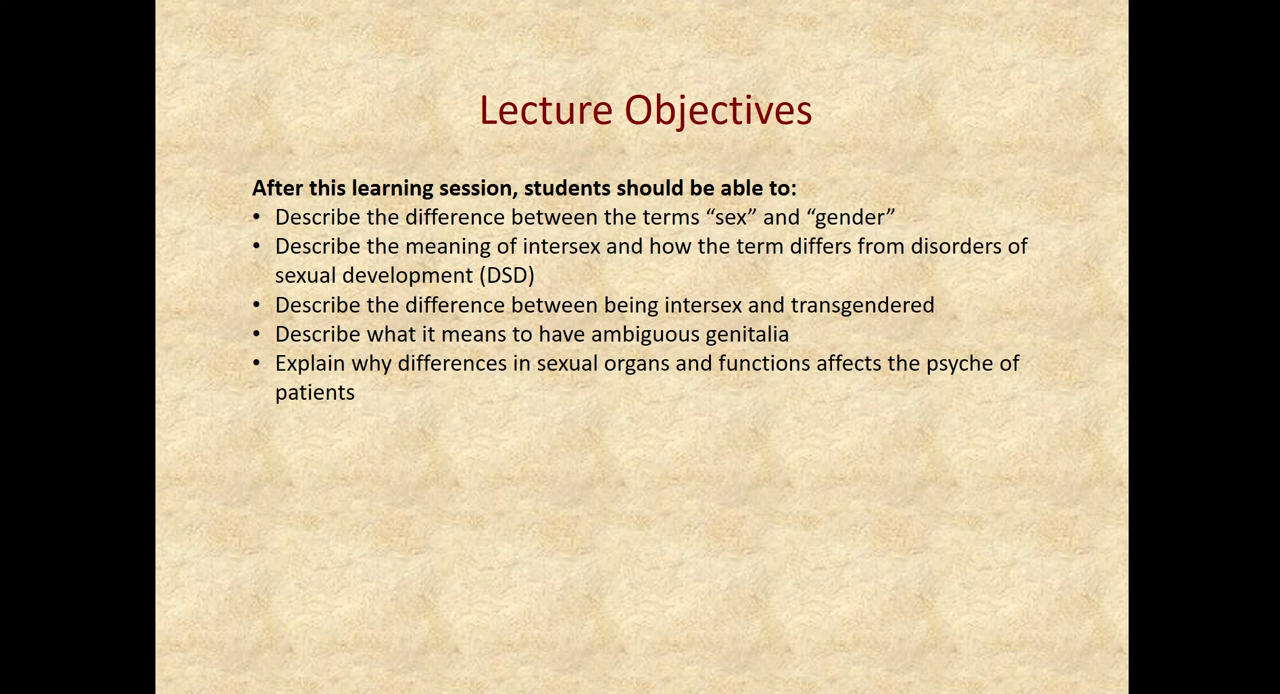 Lecture Objectives
After this learning session, students should be able to:
• Describe the difference between the terms “sex” and “gender”
• Describe the meaning of intersex and how the term differs from disorders of
sexual development (DSD)
• Describe the difference between being intersex and transgendered
• Describe what it means to have ambiguous genitalia
• Explain why differences in sexual organs and functions affects the psyche of
patients